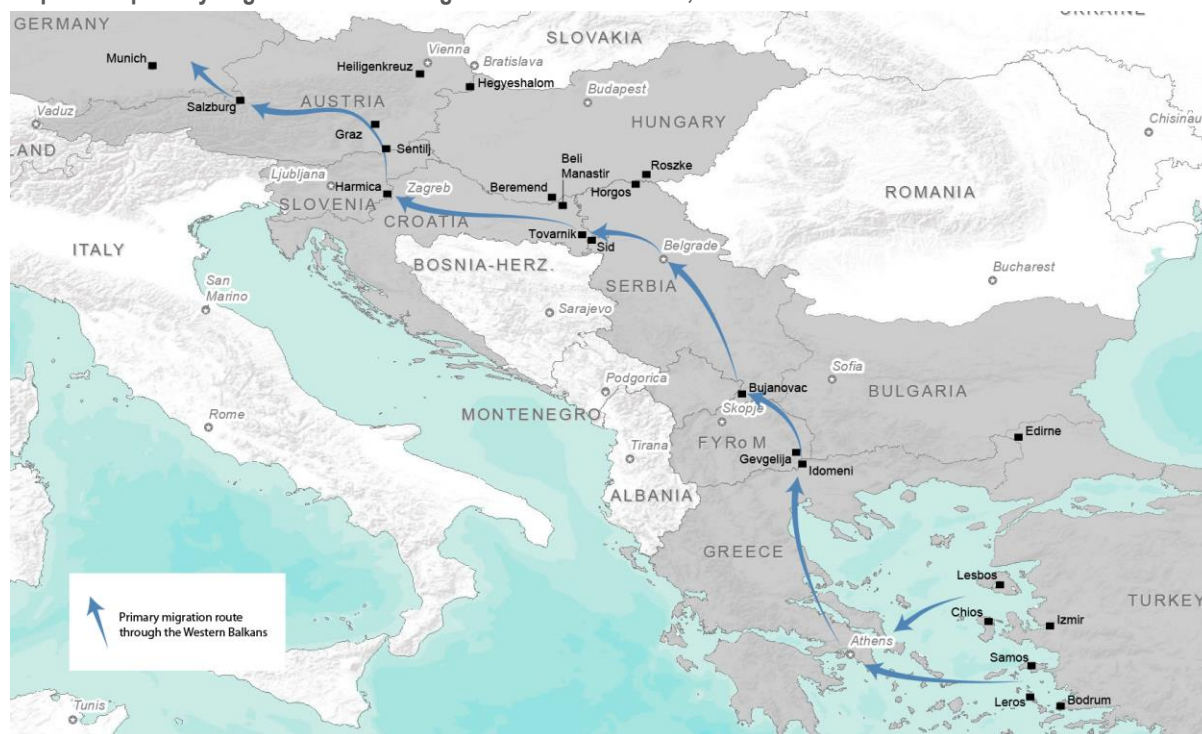 GERMANY
SLOVAKIA
UKRAINE
Munich
Vienna
Heiligenkreuz
Bratislava
Hegyeshalom
Budapest
Salzburg
AUSTRIA
Vaduz
LAND
Graz
Sentilj
HUNGARY
Chisinau
Ljubljana
Harmica
Zagreb
SLOVENIA
CROATIA
Beli
Manastir
Beremend
Roszke
Horgos
ROMANIA
ITALY
Tovarnik
Sid
Belgrade
BOSNIA-HERZ.
SERBIA
San
Marino
Sarajevo
Bucharest
Podgorica
Bujanovac
Sofia
BULGARIA
MONTENEGRO
Skopje
Rome
Tirana
FYRo M
Gevgelija
Idomeni
Edirne
ALBANIA
GREECE
Lesbos
TURKEY
Chios
Izmir
Athens
Samos
Leros
Bodrum
Primary migration route
through the Western Balkans
Tunis